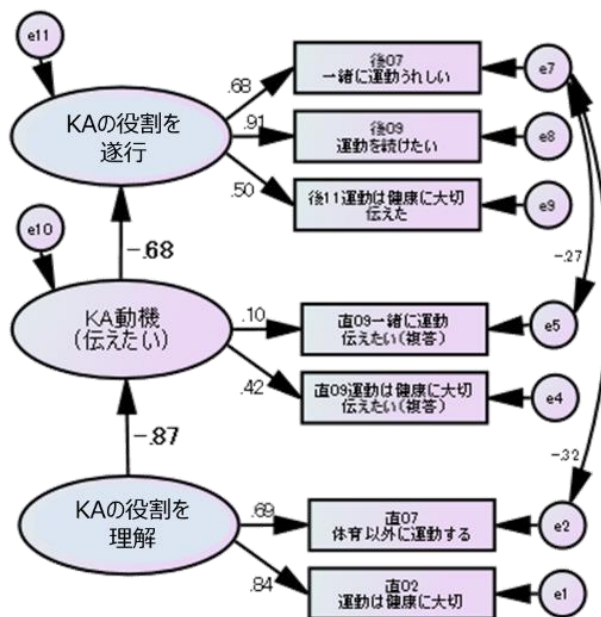 e11
KAの役割を
遂行
.68
.91
.50
後07
一緒に運動うれしい
e7
後09
運動を続けたい
e8
後11運動は健康に大切
伝えた
e9
e10
-.68
-.27
KA動機
(伝えたい)
.10
.42
直09一緒に運動
伝えたい(複答)
e5
直09運動は健康に大切
伝えたい(複答)
e4
-.87
-.32
KAの役割を
理解
.69
.84
直07
体育以外に運動する
e2
直02
運動は健康に大切
e1